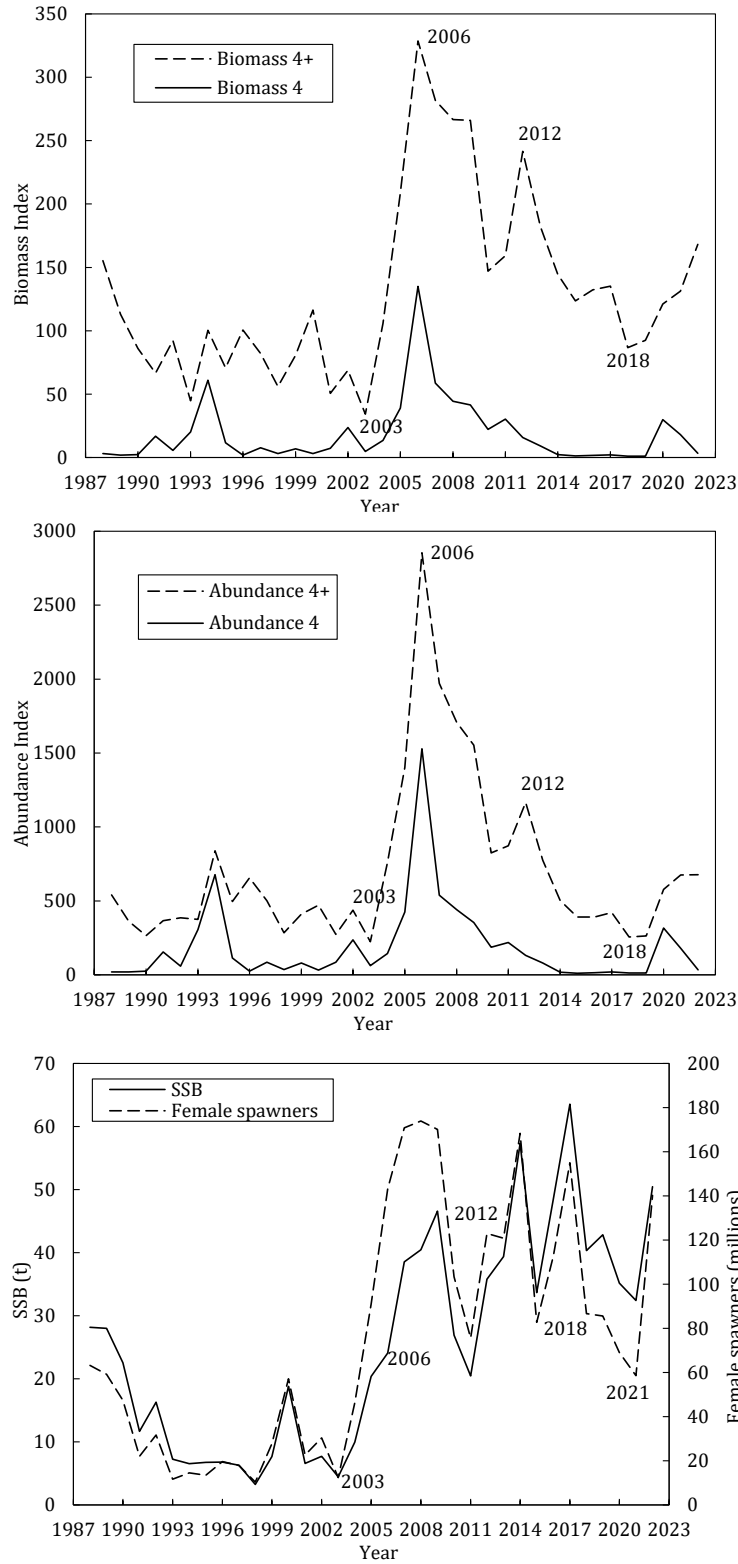 350
2006
Biomass 4+
300
Biomass 4
250
2012
200
Biomass Index
150
100
2018
50
2003
0
1987 1990 1993 1996 1999 2002 2005 2008 2011 2014 2017 2020 2023
Year
3000
2006
Abundance 4+
2500
Abundance 4
2000
Abundance Index
1500
2012
1000
2003
500
2018
0
1987 1990 1993 1996 1999 2002 2005 2008 2011 2014 2017 2020 2023
Year
70
200
SSB
Female spawners
180
60
160
50
2012
140
120
40
SSB (t)
100
Female spawners (millions)
30
2018
80
2006
60
20
2021
40
10
2003
20
0
0
1987 1990 1993 1996 1999 2002 2005 2008 2011 2014 2017 2020 2023
Year